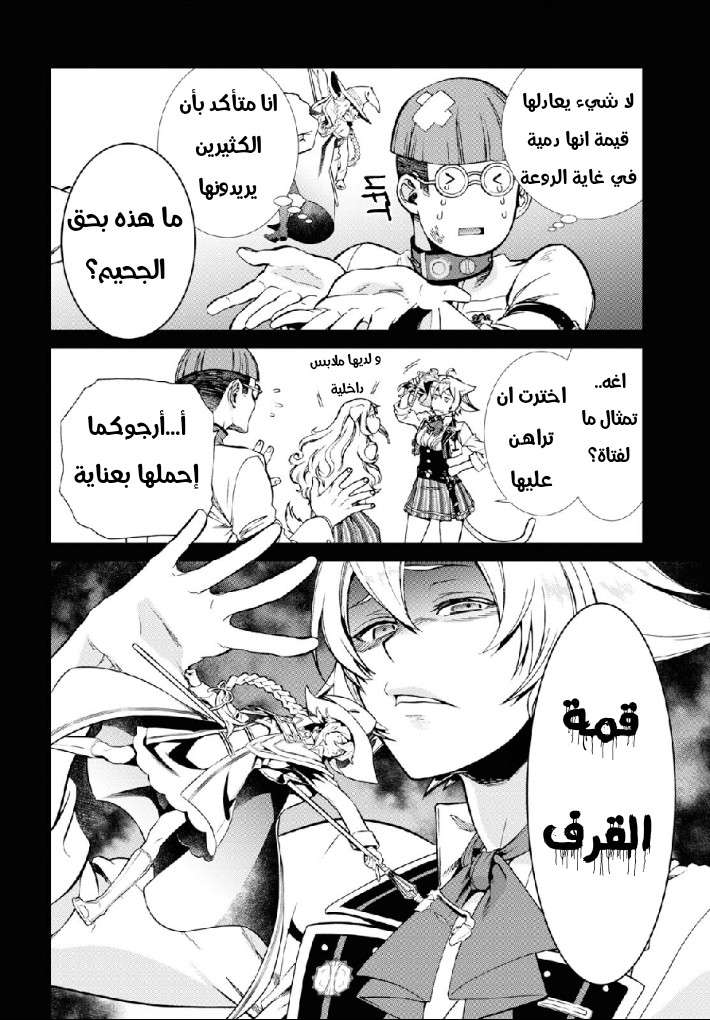 لا شيء يعادلها
قيمة انها دمية
في غاية الروعة
انا متأكد بأن
الكثيرين
يريدونها
ما هذه بحق
الجحيم؟
اغه..
تمثال ما
لفتاة؟
اخترت ان
تراهن
عليها
و لديها ملابس
داخلية
أ...أرجوكما
إحملها بعناية
قمة
القرف